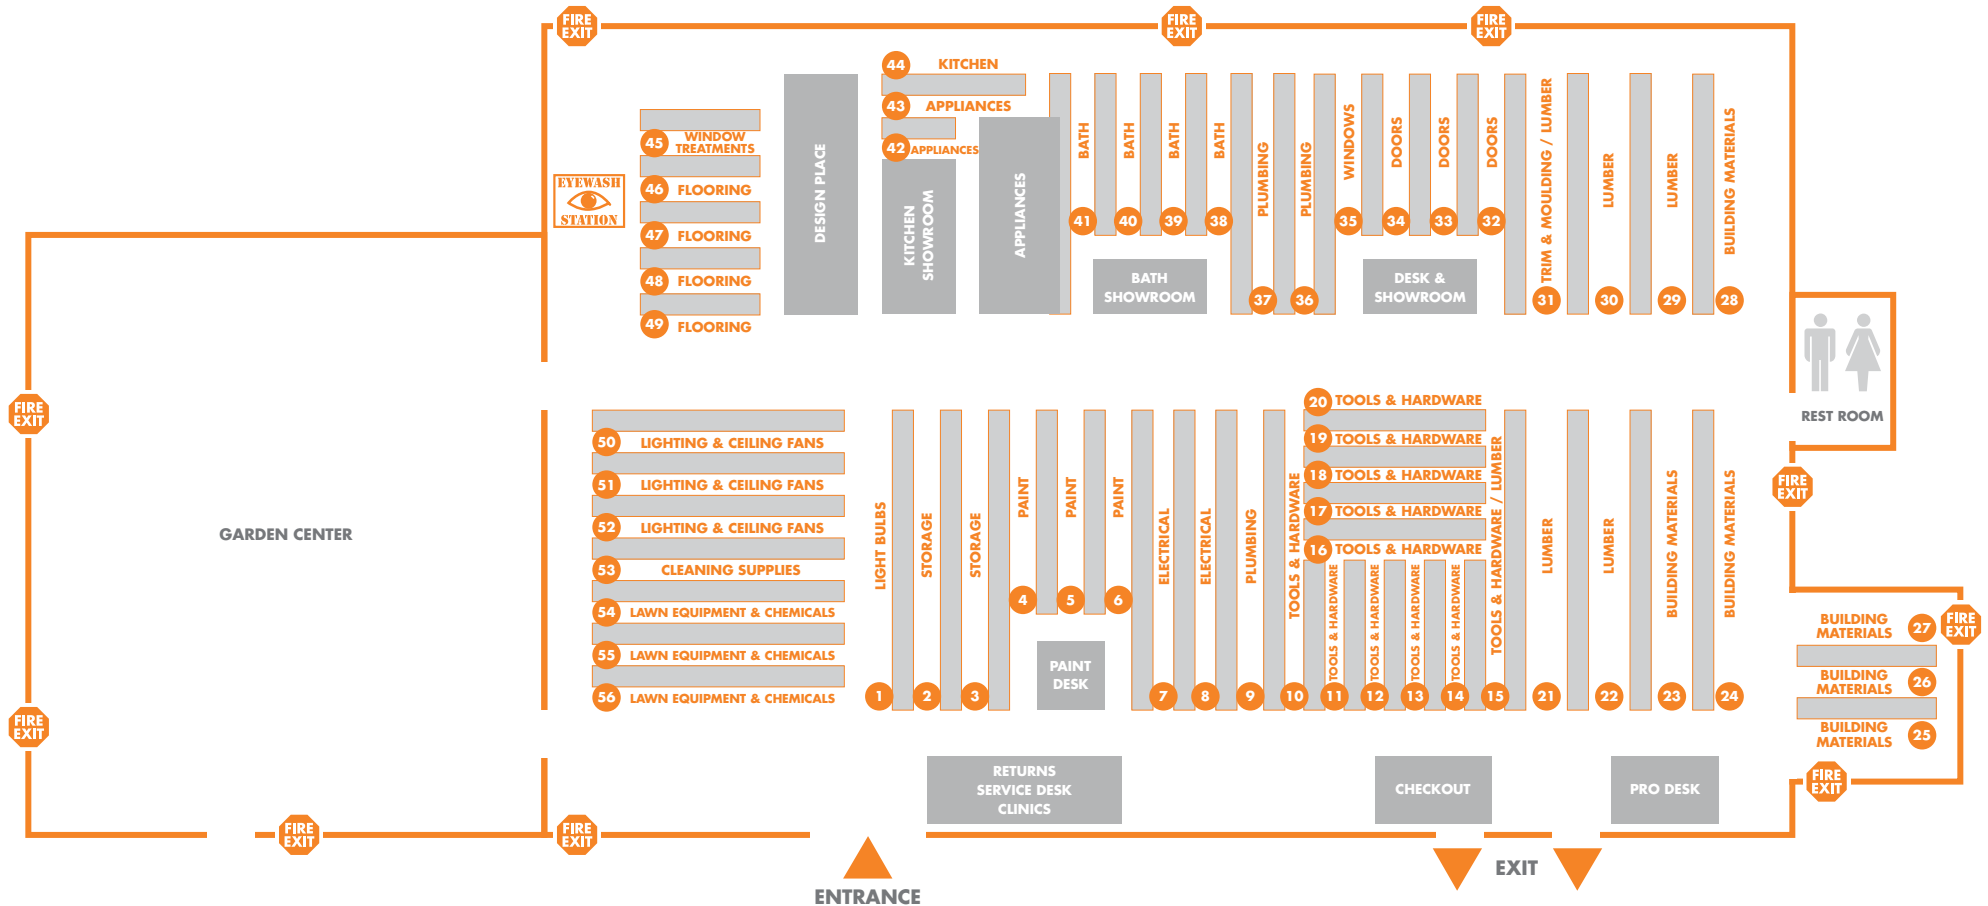 FIRE
EXIT
FIRE
EXIT
FIRE
EXIT
44 KITCHEN
43 APPLIANCES
42 APPLIANCES
45 WINDOW
TREATMENTS
46 FLOORING
47 FLOORING
48 FLOORING
49 FLOORING
EYEWASH
STATION
DESIGN PLACE
KITCHEN
SHOWROOM
APPLIANCES
BATH
41
BATH
40
BATH
39
BATH
38
PLUMBING
37
PLUMBING
36
WINDOWS
35
DOORS
34
DOORS
33
DOORS
32
TRIM & MOULDING / LUMBER
31
LUMBER
30
LUMBER
29
BUILDING MATERIALS
28
BATH
SHOWROOM
DESK &
SHOWROOM
REST ROOM
FIRE
EXIT
FIRE
EXIT
GARDEN CENTER
50 LIGHTING & CEILING FANS
51 LIGHTING & CEILING FANS
52 LIGHTING & CEILING FANS
53 CLEANING SUPPLIES
54 LAWN EQUIPMENT & CHEMICALS
55 LAWN EQUIPMENT & CHEMICALS
56 LAWN EQUIPMENT & CHEMICALS
LIGHT BULBS
1
STORAGE
2
STORAGE
3
PAINT
4
PAINT
5
PAINT
6
PAINT
DESK
ELECTRICAL
7
ELECTRICAL
8
PLUMBING
9
TOOLS & HARDWARE
10
20 TOOLS & HARDWARE
19 TOOLS & HARDWARE
18 TOOLS & HARDWARE
17 TOOLS & HARDWARE
16 TOOLS & HARDWARE
TOOLS & HARDWARE
11
TOOLS & HARDWARE
12
TOOLS & HARDWARE
13
TOOLS & HARDWARE
14
TOOLS & HARDWARE / LUMBER
15
LUMBER
21
LUMBER
22
BUILDING MATERIALS
23
BUILDING MATERIALS
24
BUILDING
MATERIALS 27
BUILDING
MATERIALS 26
BUILDING
MATERIALS 25
FIRE
EXIT
FIRE
EXIT
FIRE
EXIT
RETURNS
SERVICE DESK
CLINICS
CHECKOUT
PRO DESK
FIRE
EXIT
FIRE
EXIT
ENTRANCE
EXIT